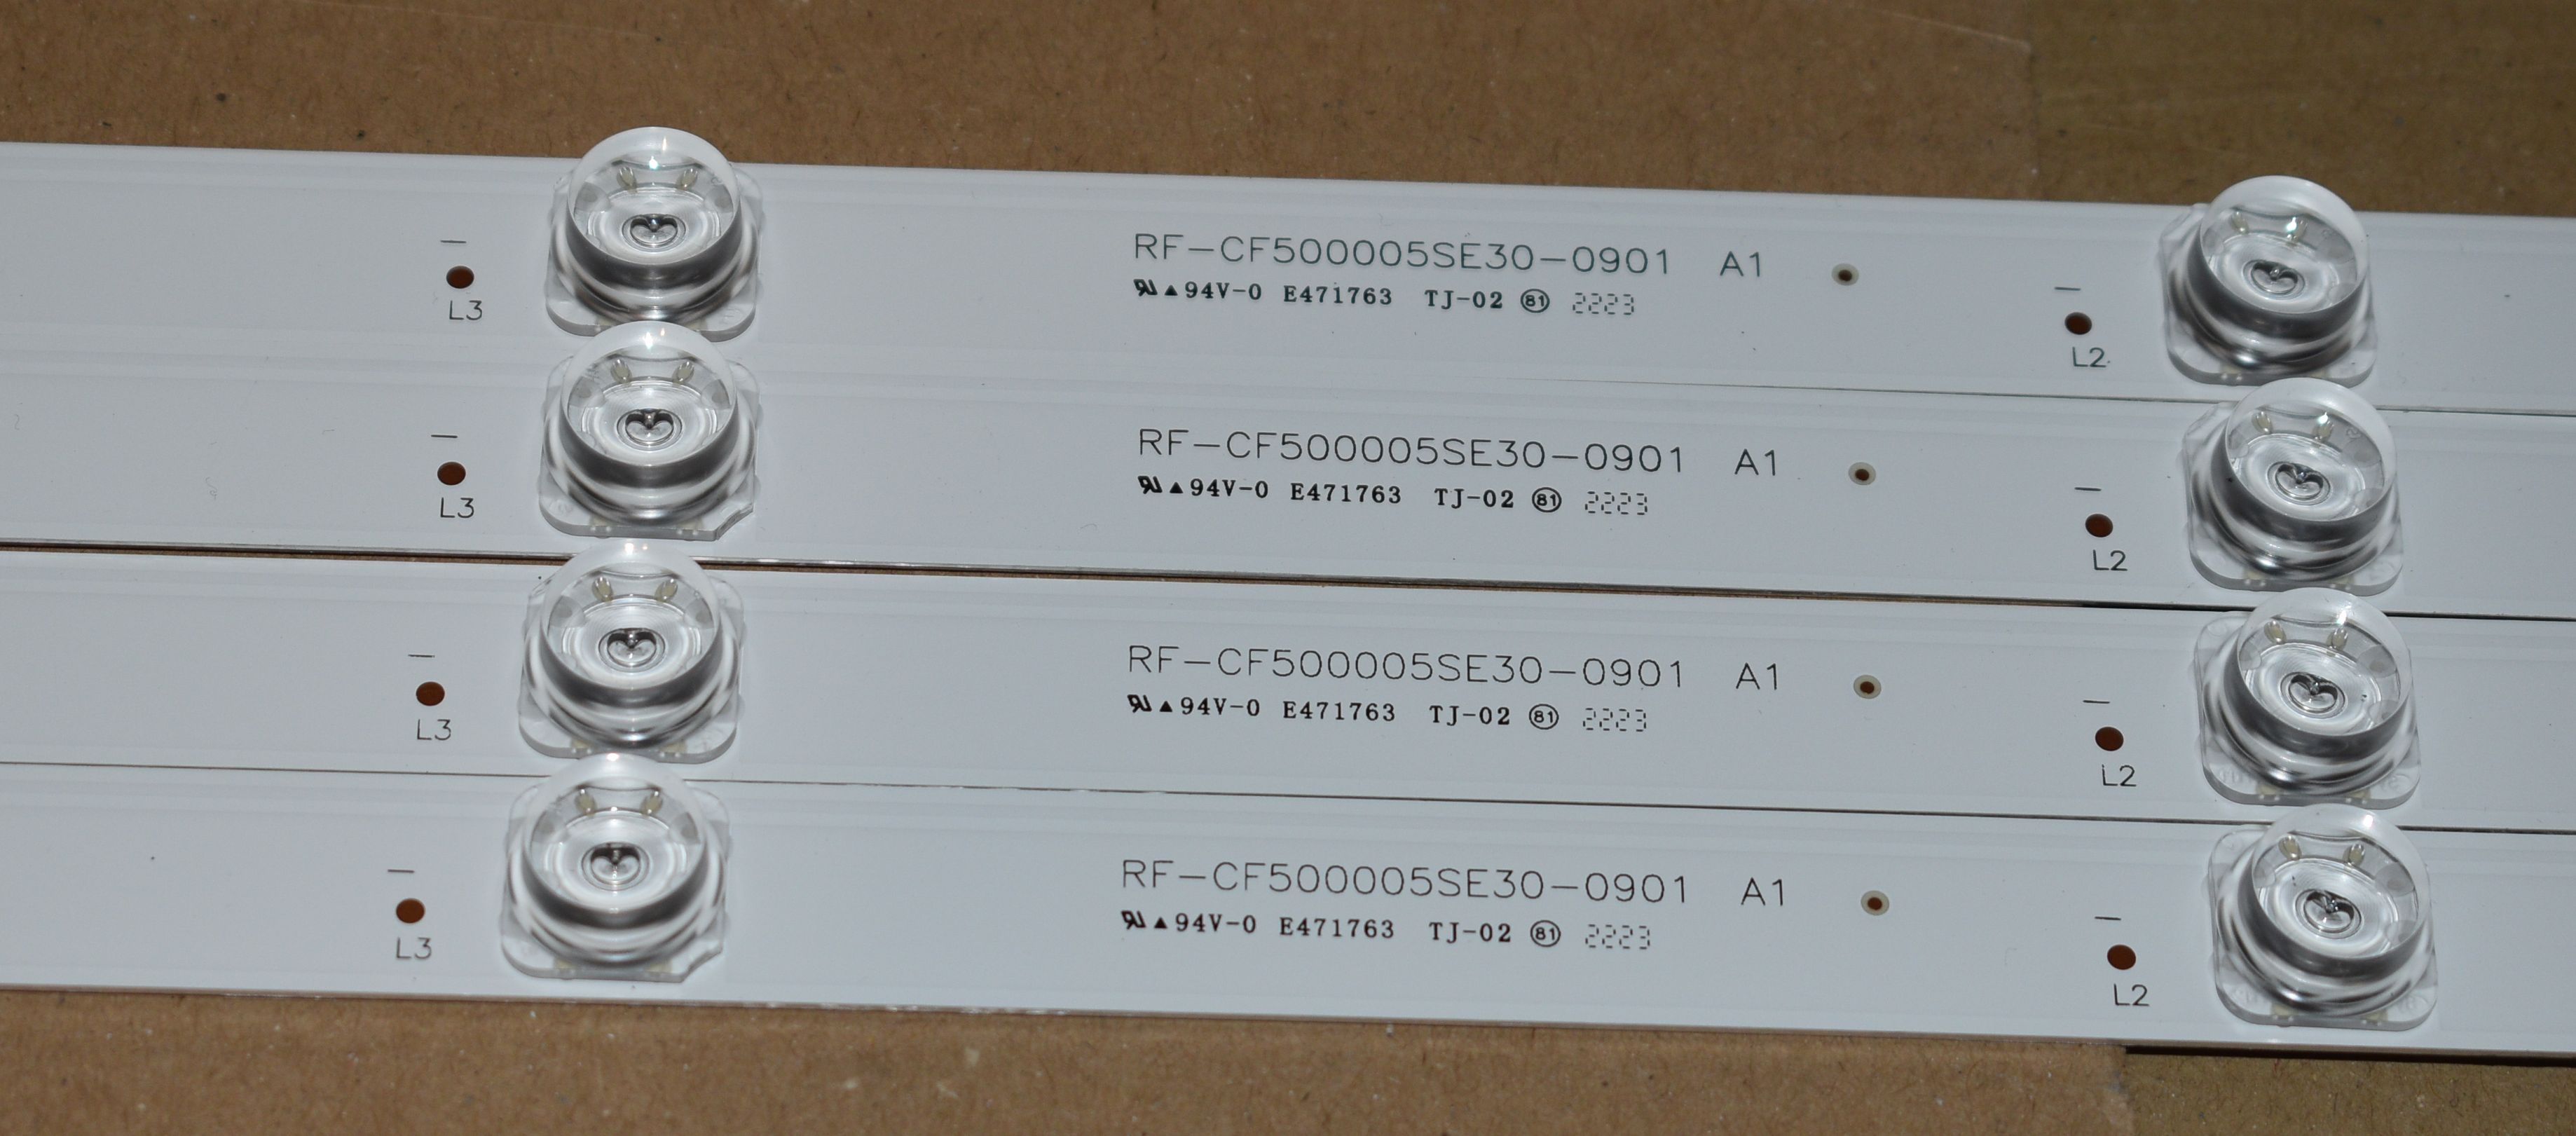 RF-CF500005SE30-0901 A1
94V-0 E471763 TJ-02 81 2223
L3
L2
RF-CF500005SE30-0901 A1
94V-0 E471763 TJ-02 81 2223
L3
L2
RF-CF500005SE30-0901 A1
94V-0 E471763 TJ-02 81 2223
L3
L2
RF-CF500005SE30-0901 A1
94V-0 E471763 TJ-02 81 2223
L3
L2